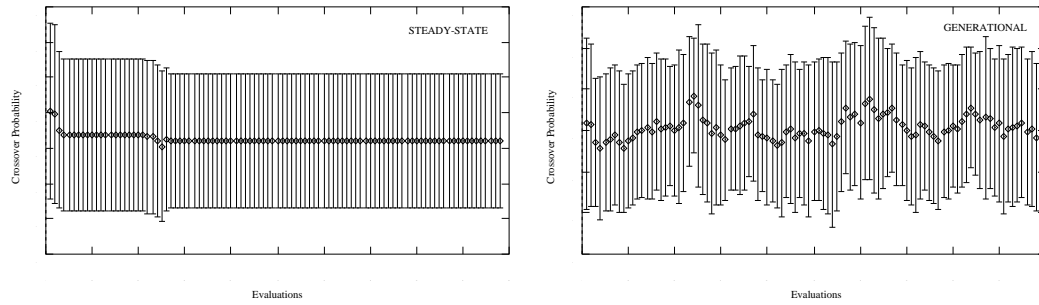 STEADY-STATE
Crossover Probability
Evaluations
GENERATIONAL
Crossover Probability
Evaluations